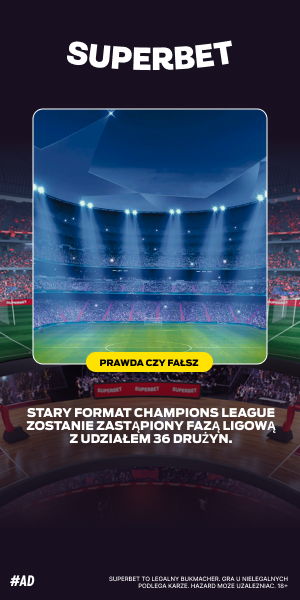 SUPERBET
PRAWDA CZY FAŁSZ
STARY FORMAT CHAMPIONS LEAGUE
ZOSTANIE ZASTĄPIONY FAZĄ LIGOWĄ
Z UDZIAŁEM 36 DRUŻYN.
#AD
SUPERBET TO LEGALNY BUKMACHER. GRA U NIELEGALNYCH
PODLEGA KARZE. HAZARD MOŻE UZALEŻNIAĆ. 18+